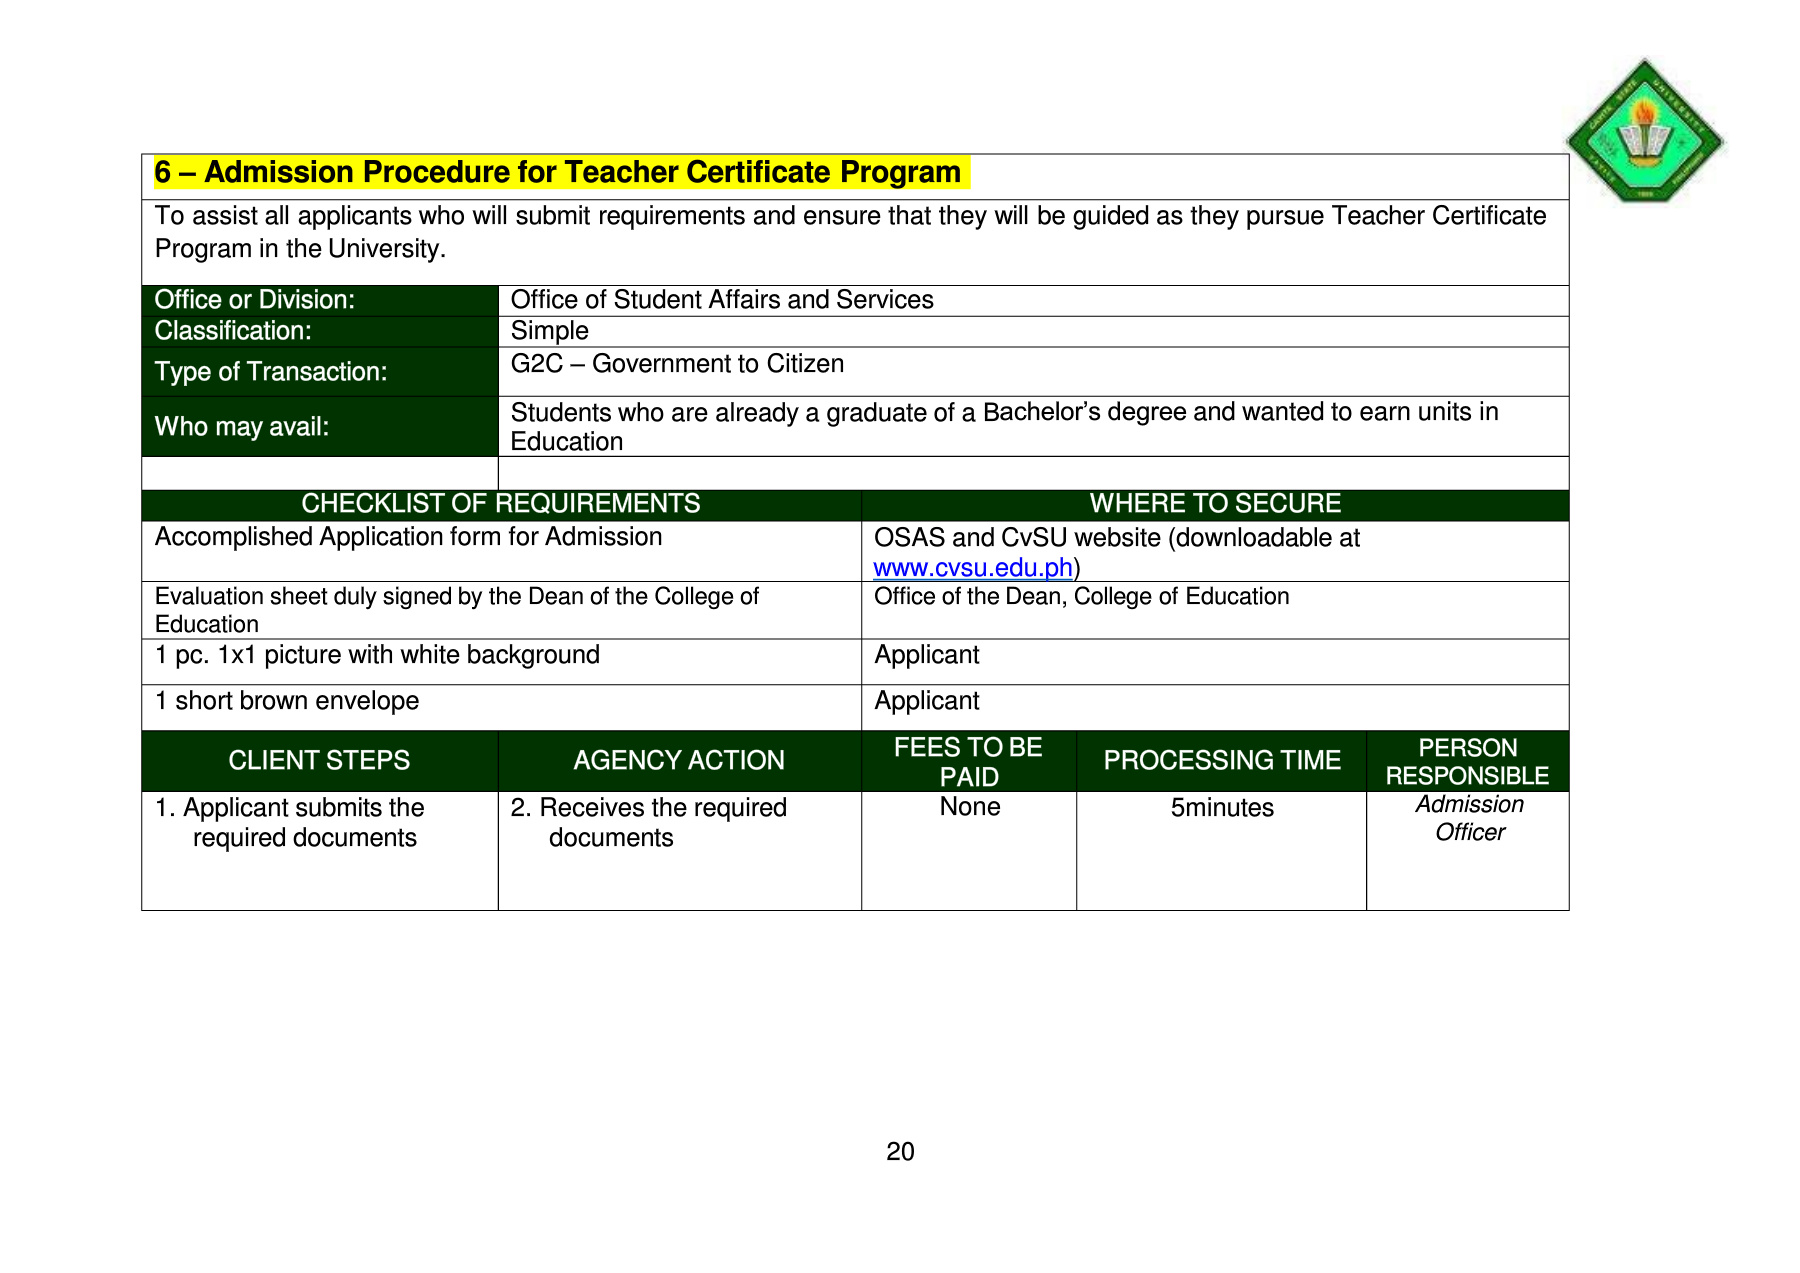 6 – Admission Procedure for Teacher Certificate Program
To assist all applicants who will submit requirements and ensure that they will be guided as they pursue Teacher Certificate
Program in the University.
Office or Division:
Office of Student Affairs and Services
Classification:
Simple
Type of Transaction:
G2C – Government to Citizen
Who may avail:
Students who are already a graduate of a Bachelor’s degree and wanted to earn units in
Education
CHECKLIST OF REQUIREMENTS
WHERE TO SECURE
Accomplished Application form for Admission
OSAS and CvSU website (downloadable at
www.cvsu.edu.ph)
Evaluation sheet duly signed by the Dean of the College of
Education
Office of the Dean, College of Education
1 pc. 1x1 picture with white background
Applicant
1 short brown envelope
Applicant
CLIENT STEPS
AGENCY ACTION
FEES TO BE
PAID
PROCESSING TIME
PERSON
RESPONSIBLE
1. Applicant submits the
required documents
2. Receives the required
documents
None
5minutes
Admission
Officer
20
CAVITE STATE UNIVERSITY